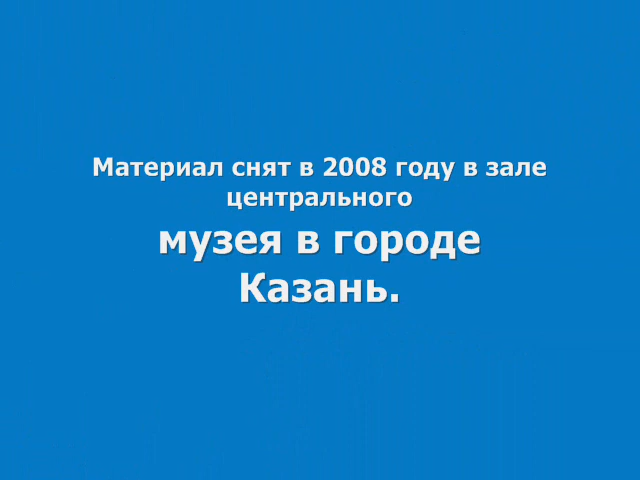 Материал снят в 2008 году в зале
центрального
музея в городе
Казань.